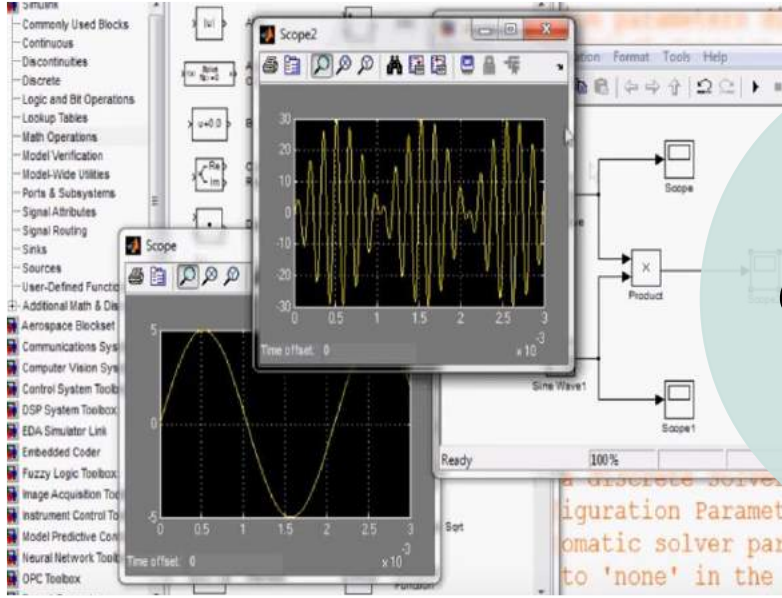 Simulink
Commonly Used Blocks
Continuous
Discontinuities
Discrete
Logic and Bit Operations
Lookup Tables
Math Operations
Model Verification
Model-Wide Utilities
Ports & Subsystems
Signal Attributes
Signal Routing
Sinks
Sources
User-Defined Functio
Additional Math & Dis
Aerospace Blockset
Communications Sys
Computer Vision Sys
Control System Toolb
DSP System Toolbox
EDA Simulator Link
Embedded Coder
Fuzzy Logic Toolbox
Image Acquisition Too
Instrument Control To
Model Predictive Con
Neural Network Toolb
OPC Toolbox
|u|
f(z)=0
u+0.0
Re
Im
Scope2
30
20
10
0
-10
-20
-30
0 0.5 1 1.5 2 2.5 3
Time offset: 0
x 10
-3
Scope
5
0
-5
0 0.5 1 1.5 2 2.5 3
Time offset: 0
x 10
-3
Sqrt
parameters
ation Format Tools Help
Scope
×
Product
Sine Wave1
Scope1
Ready
100%
a discrete solver
iguration Paramet
omatic solver par
to 'none' in the